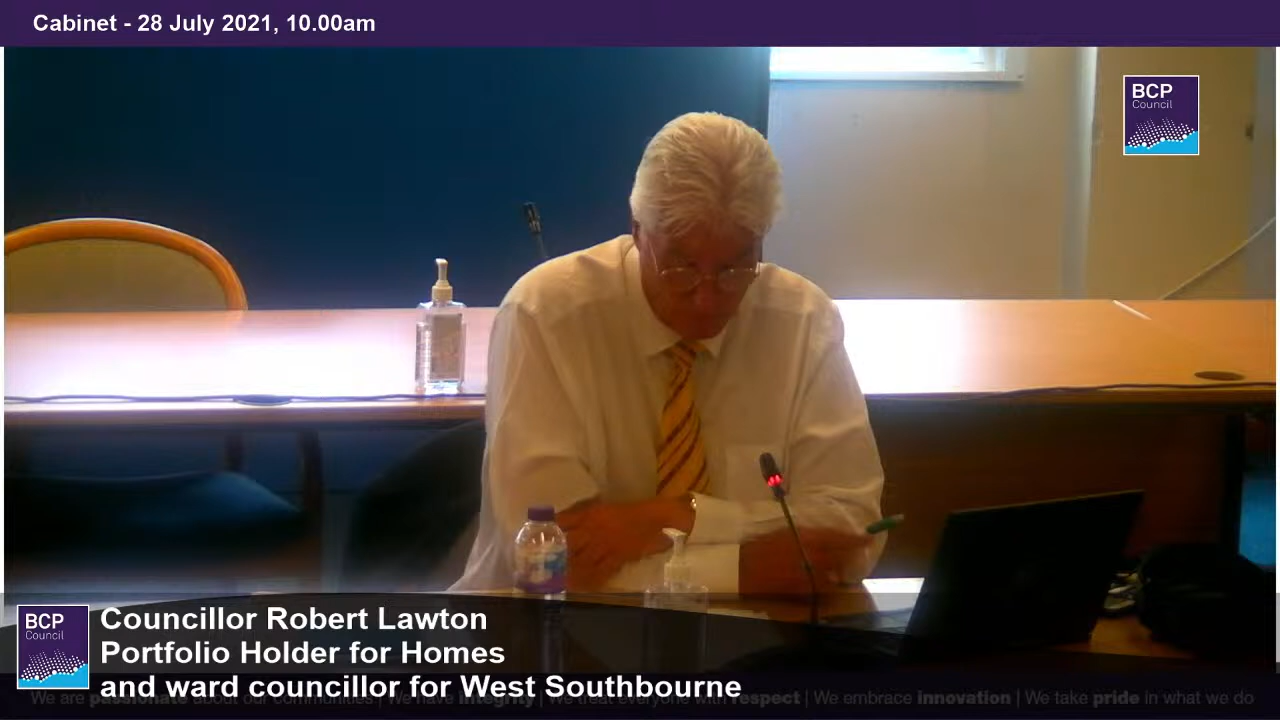 Cabinet - 28 July 2021, 10.00am
BCP
Council
BCP
Council
Councillor Robert Lawton
Portfolio Holder for Homes
and ward councillor for West Southbourne
We are passionate about our communities | We have integrity | We treat everyone with respect | We embrace innovation | We take pride in what we do